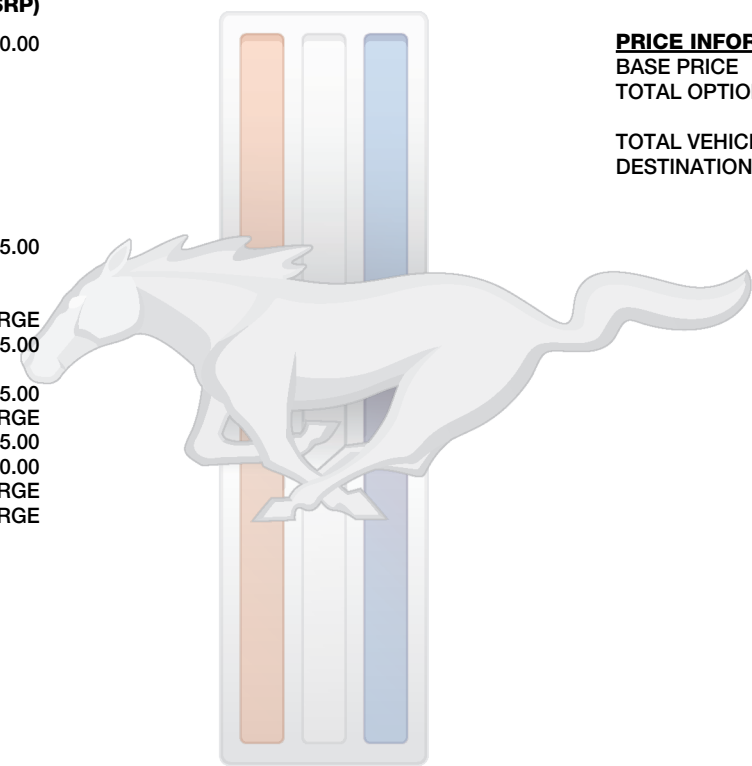 SRP)
0.00
5.00
RGE
5.00
5.00
RGE
5.00
0.00
RGE
RGE
PRICE INFOR
BASE PRICE
TOTAL OPTIO
TOTAL VEHICL
DESTINATION